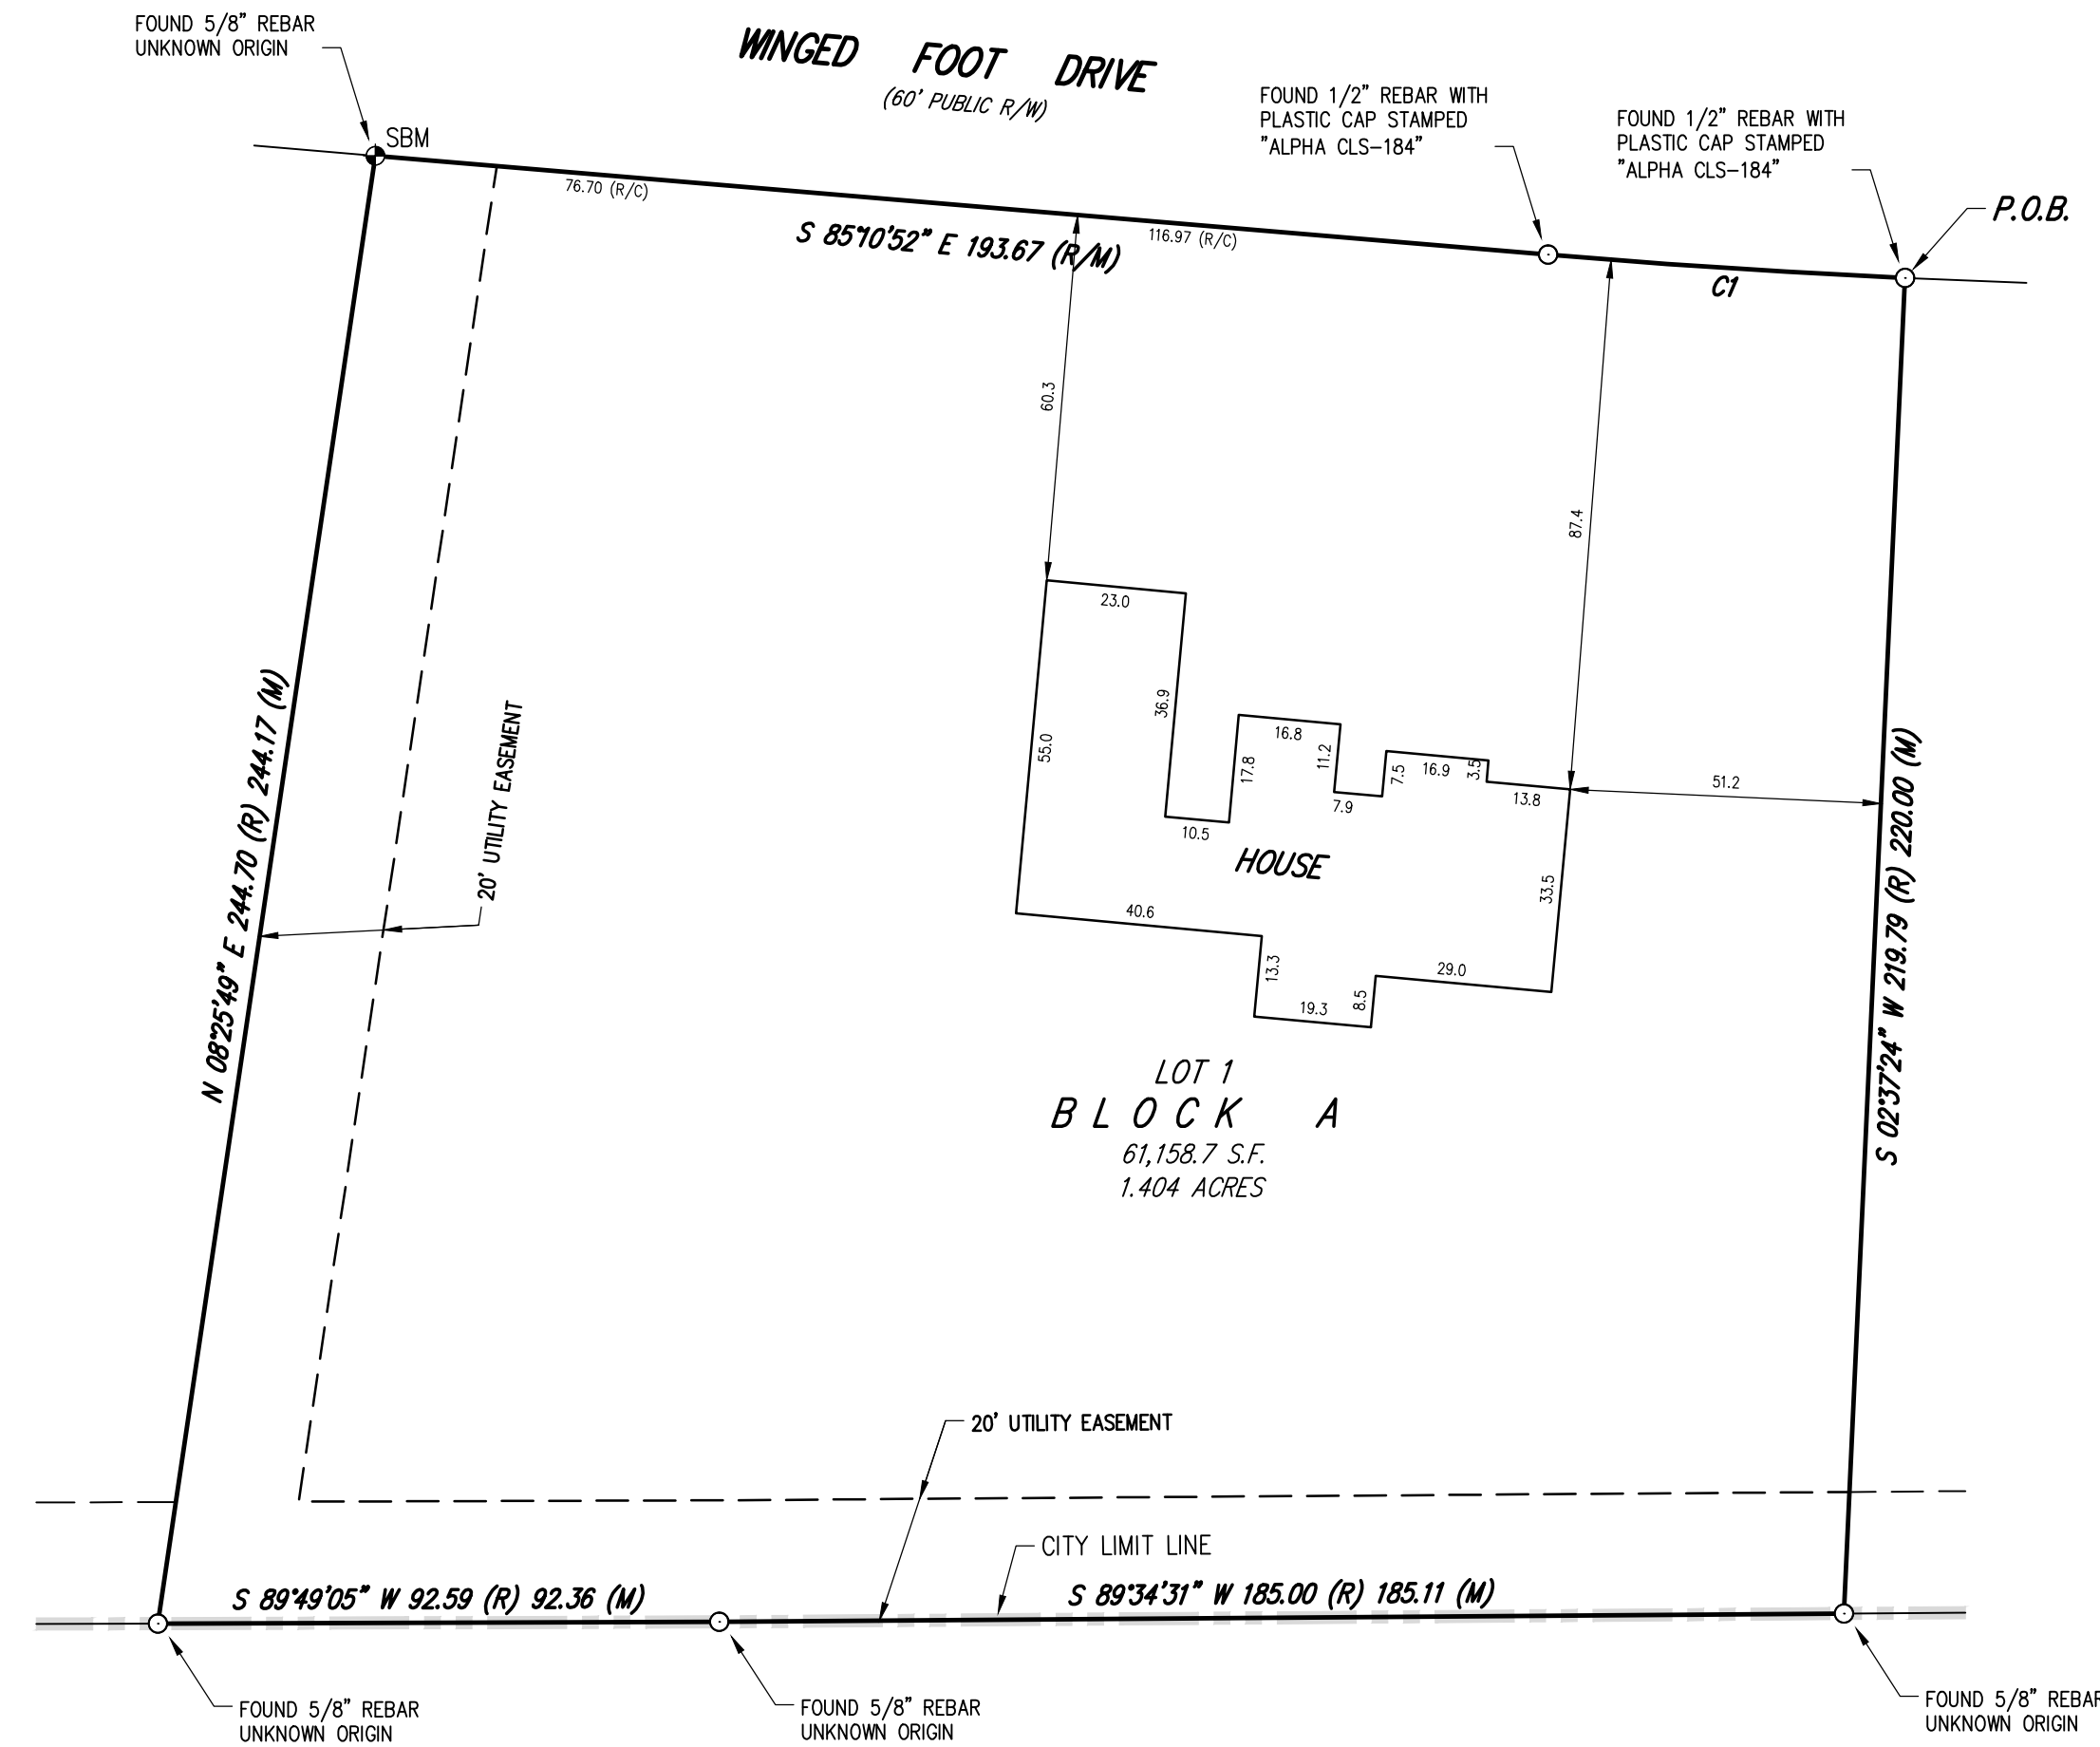 FOUND 5/8" REBAR
UNKNOWN ORIGIN
WINGED FOOT DRIVE
(60' PUBLIC R/W)
FOUND 1/2" REBAR WITH
PLASTIC CAP STAMPED
"ALPHA CLS-184"
FOUND 1/2" REBAR WITH
PLASTIC CAP STAMPED
"ALPHA CLS-184"
P.O.B.
SBM
76.70 (R/C)
S 85°10'52" E 193.67 (R/M)
116.97 (R/C)
C1
60.3
87.4
23.0
36.9
55.0
16.8
17.8
11.2
7.5
16.9
3.5
7.9
13.8
10.5
51.2
HOUSE
33.5
40.6
13.3
19.3
8.5
29.0
N 08°25'49" E 244.70 (R) 244.17 (M)
20' UTILITY EASEMENT
S 02°37'24" W 219.79 (R) 220.00 (M)
LOT 1
BLOCK A
61,158.7 S.F.
1.404 ACRES
20' UTILITY EASEMENT
CITY LIMIT LINE
S 89°49'05" W 92.59 (R) 92.36 (M)
S 89°34'31" W 185.00 (R) 185.11 (M)
FOUND 5/8" REBAR
UNKNOWN ORIGIN
FOUND 5/8" REBAR
UNKNOWN ORIGIN
FOUND 5/8" REBAR
UNKNOWN ORIGIN